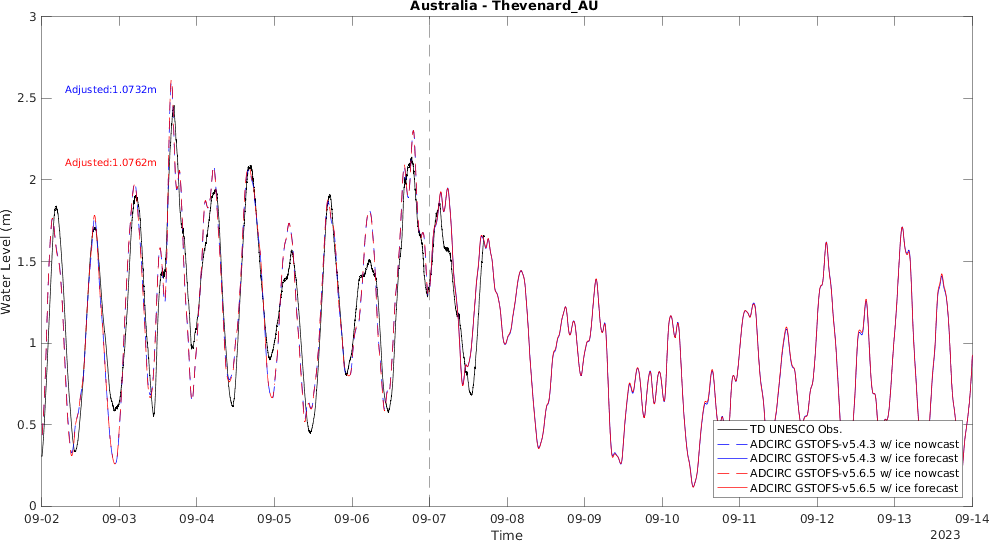 Australia - Thevenard_AU
3
2.5
2
1.5
1
0.5
0
Water Level (m)
Adjusted:1.0732m
Adjusted:1.0762m
TD UNESCO Obs.
ADCIRC GSTOFS-v5.4.3 w/ ice nowcast
ADCIRC GSTOFS-v5.4.3 w/ ice forecast
ADCIRC GSTOFS-v5.6.5 w/ ice nowcast
ADCIRC GSTOFS-v5.6.5 w/ ice forecast
09-02 09-03 09-04 09-05 09-06 09-07 09-08 09-09 09-10 09-11 09-12 09-13 09-14
Time
2023